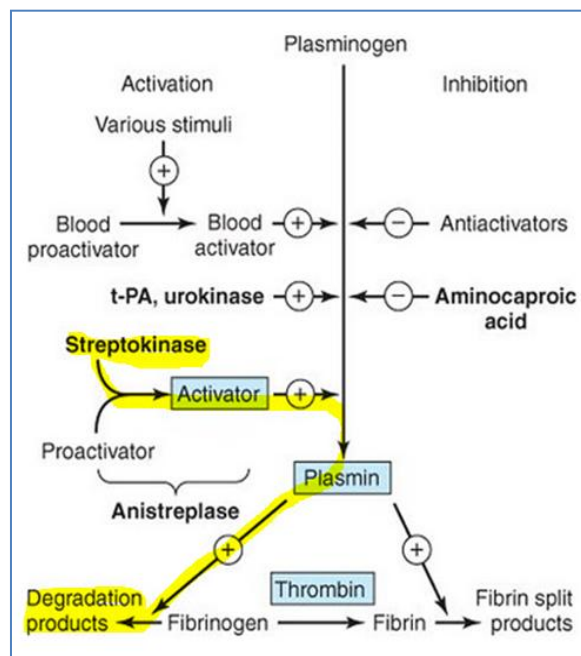 Plasminogen
Activation
Inhibition
Various stimuli
+
Blood
proactivator
Blood
activator
+
−
Antiactivators
t-PA, urokinase
+
−
Aminocaproic
acid
Streptokinase
Activator
+
Proactivator
Anistreplase
Plasmin
+
+
Thrombin
Degradation
products
Fibrinogen
Fibrin
Fibrin split
products